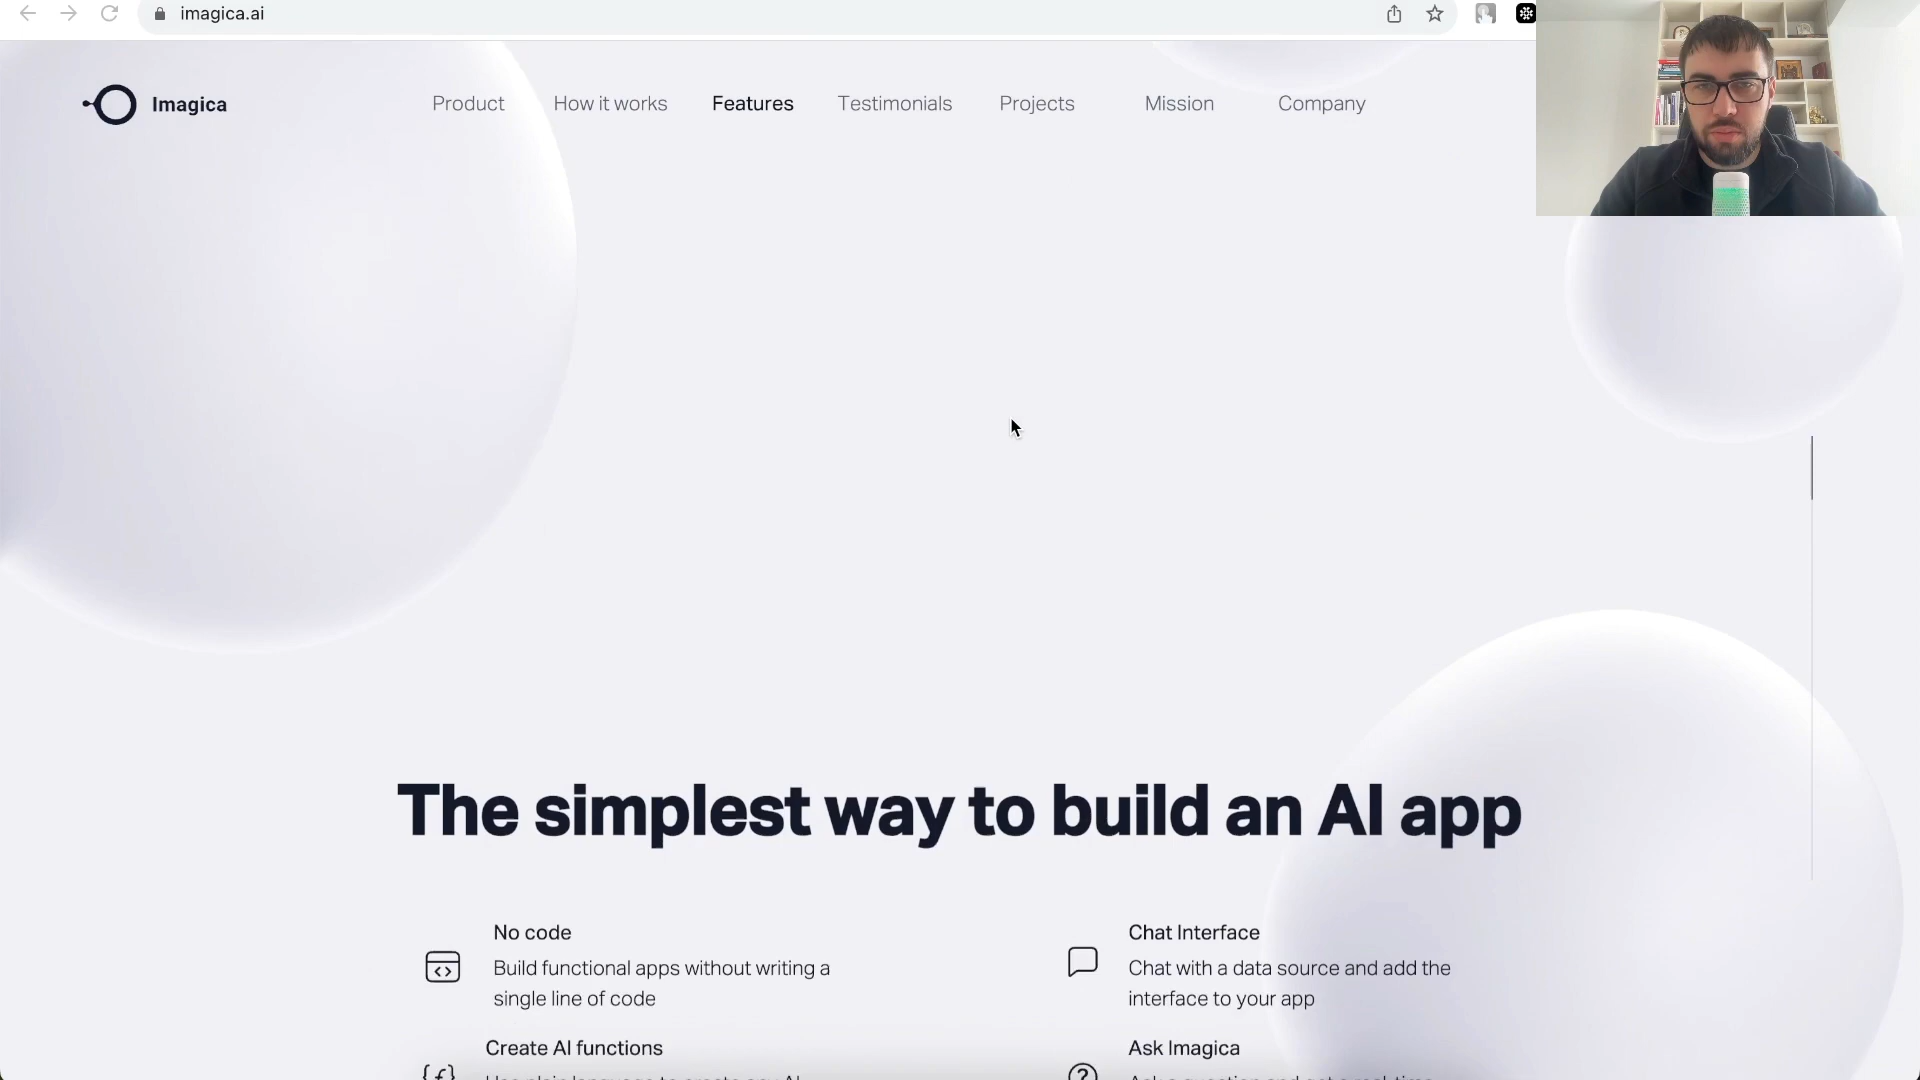 imagica.ai
Imagica
Product
How it works
Features
Testimonials
Projects
Mission
Company
The simplest way to build an AI app
No code
Build functional apps without writing a
single line of code
Chat Interface
Chat with a data source and add the
interface to your app
Create AI functions
Ask Imagica